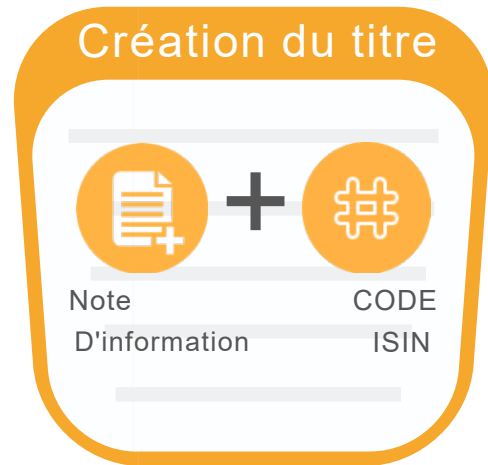 Création du titre
Note
D'information
CODE
ISIN